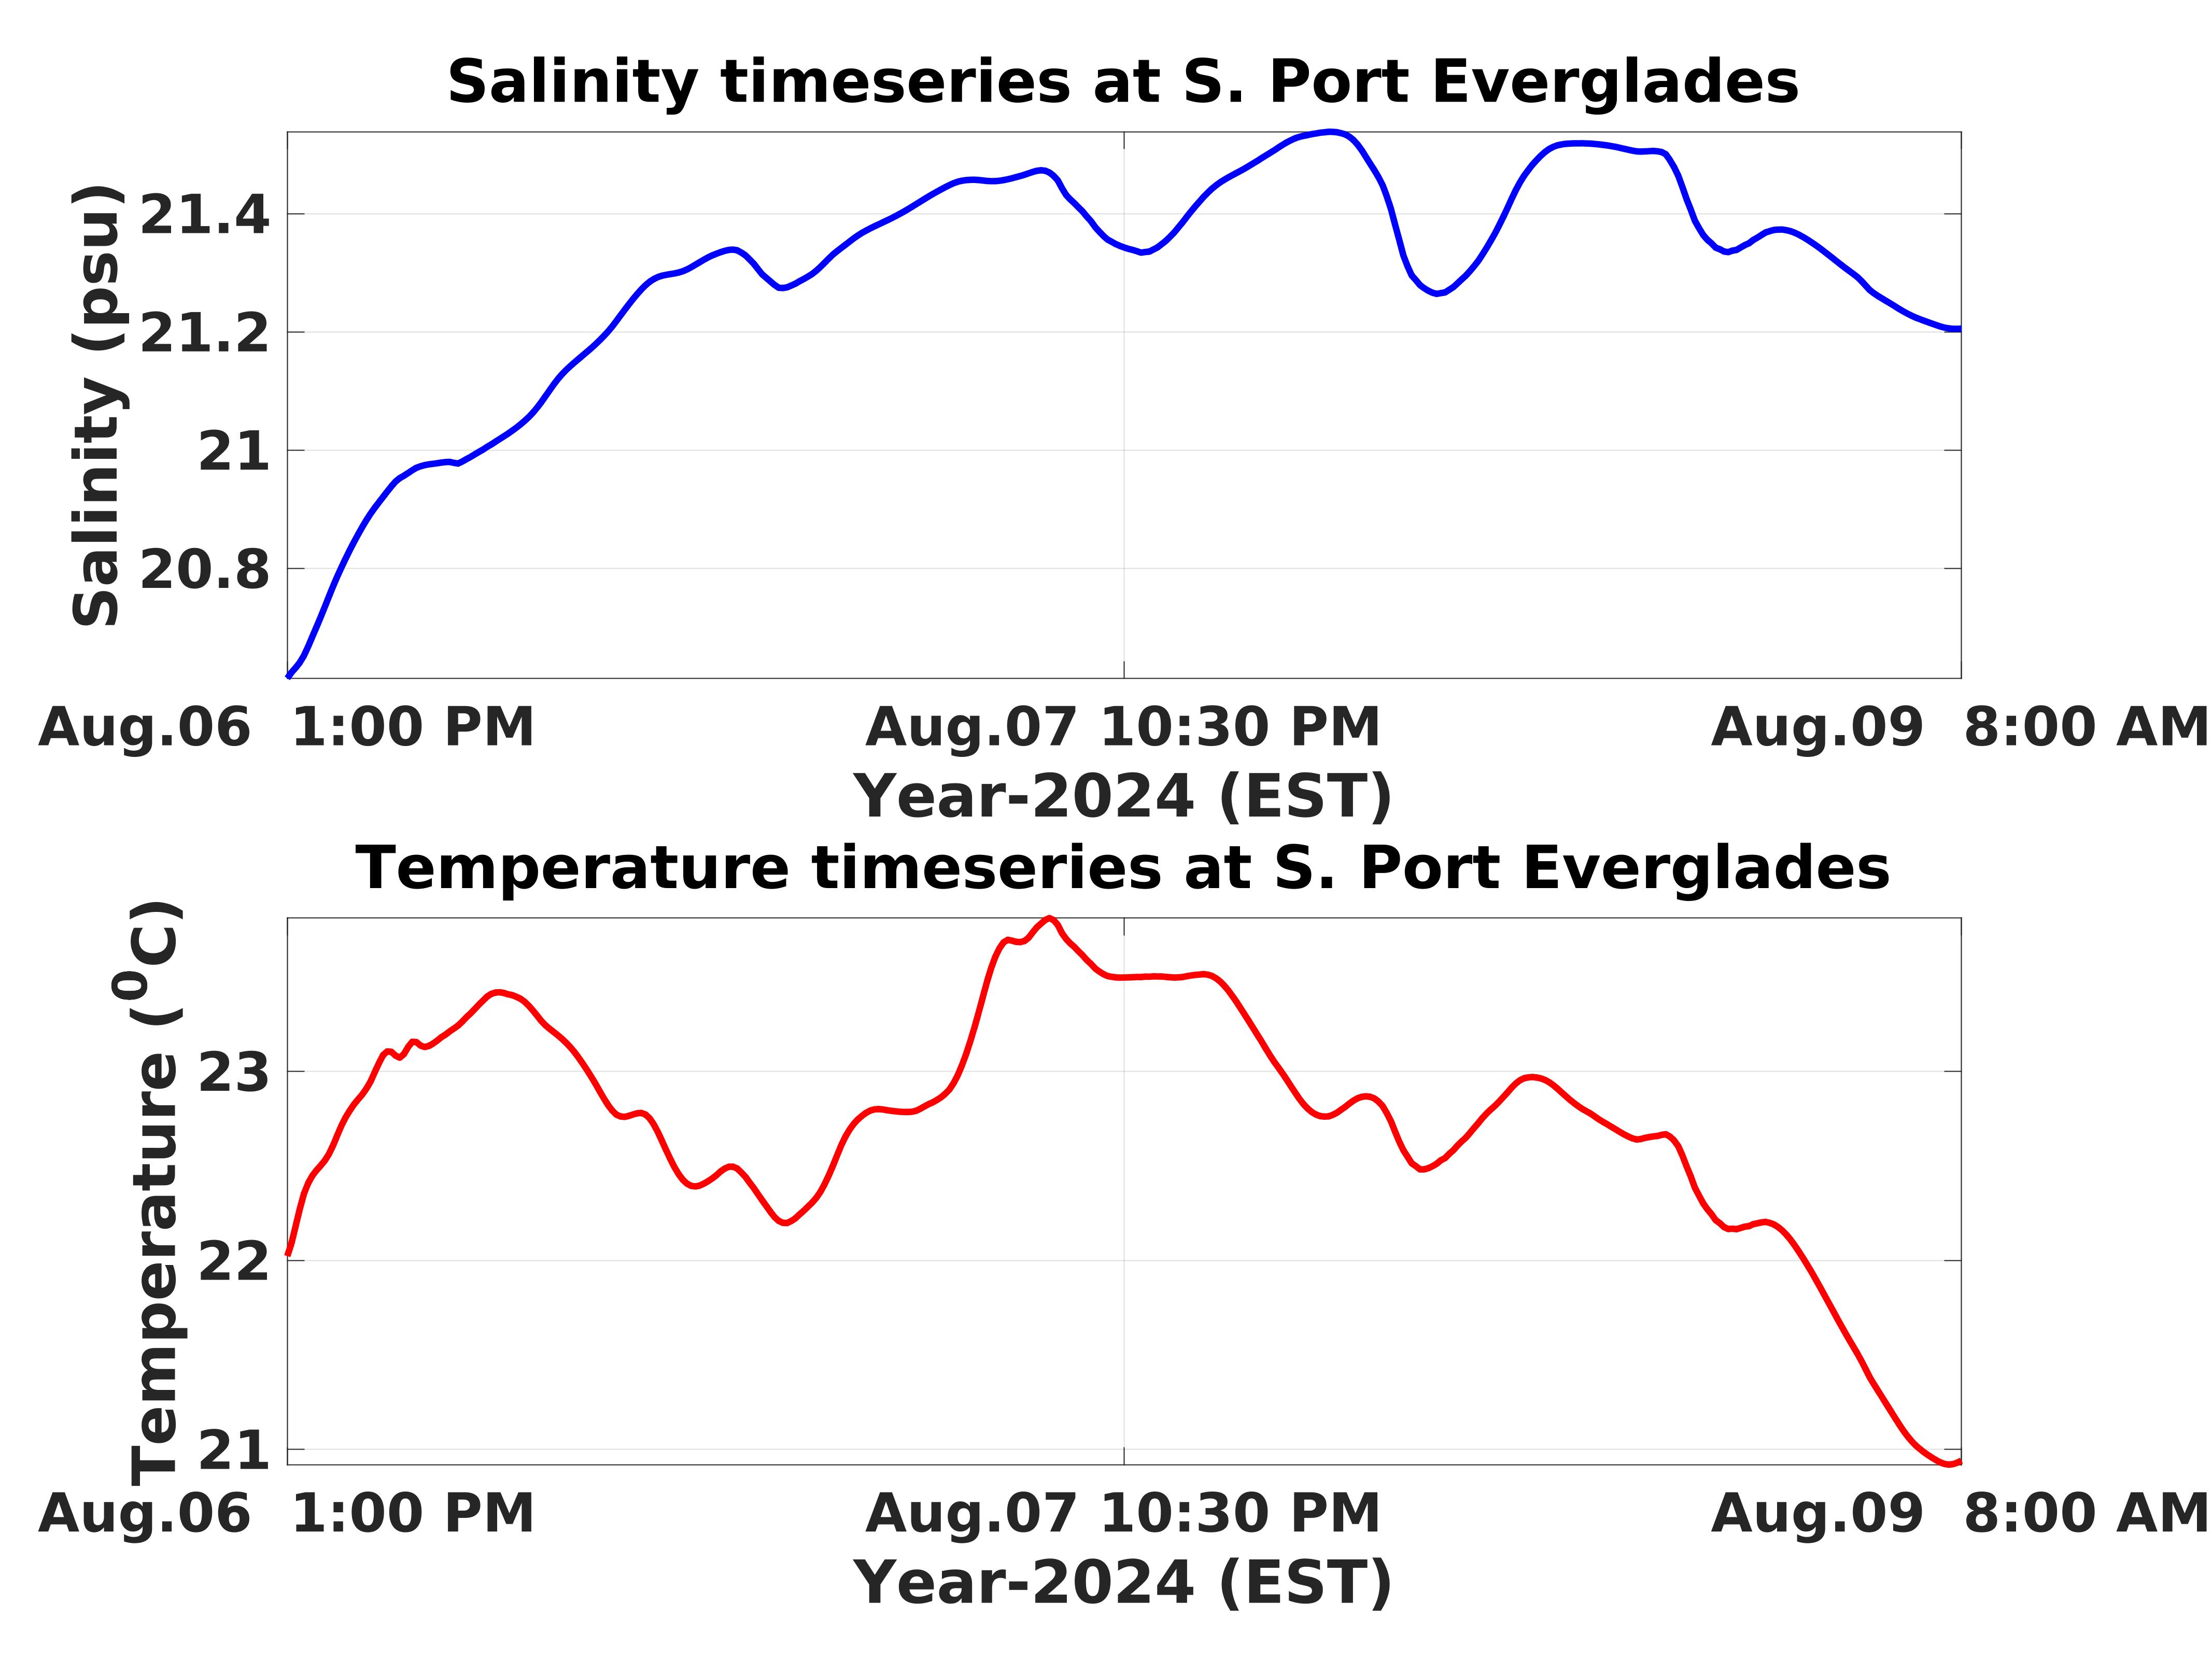 Salinity timeseries at S. Port Everglades
Salinity (psu)
21.4
21.2
21
20.8
Aug.06  1:00 PM
Aug.07 10:30 PM
Aug.09  8:00 AM
Year-2024 (EST)
Temperature timeseries at S. Port Everglades
Temperature (⁰C)
23
22
21
Aug.06  1:00 PM
Aug.07 10:30 PM
Aug.09  8:00 AM
Year-2024 (EST)